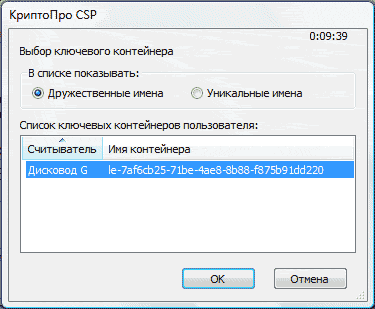 КриптоПро CSP
0:09:39
Выбор ключевого контейнера
В списке показывать:
Дружественные имена Уникальные имена
Список ключевых контейнеров пользователя:
Считыватель Имя контейнера
Дисковод G le-7af6cb25-71be-4ae8-8b88-f875b91dd220
OK Отмена